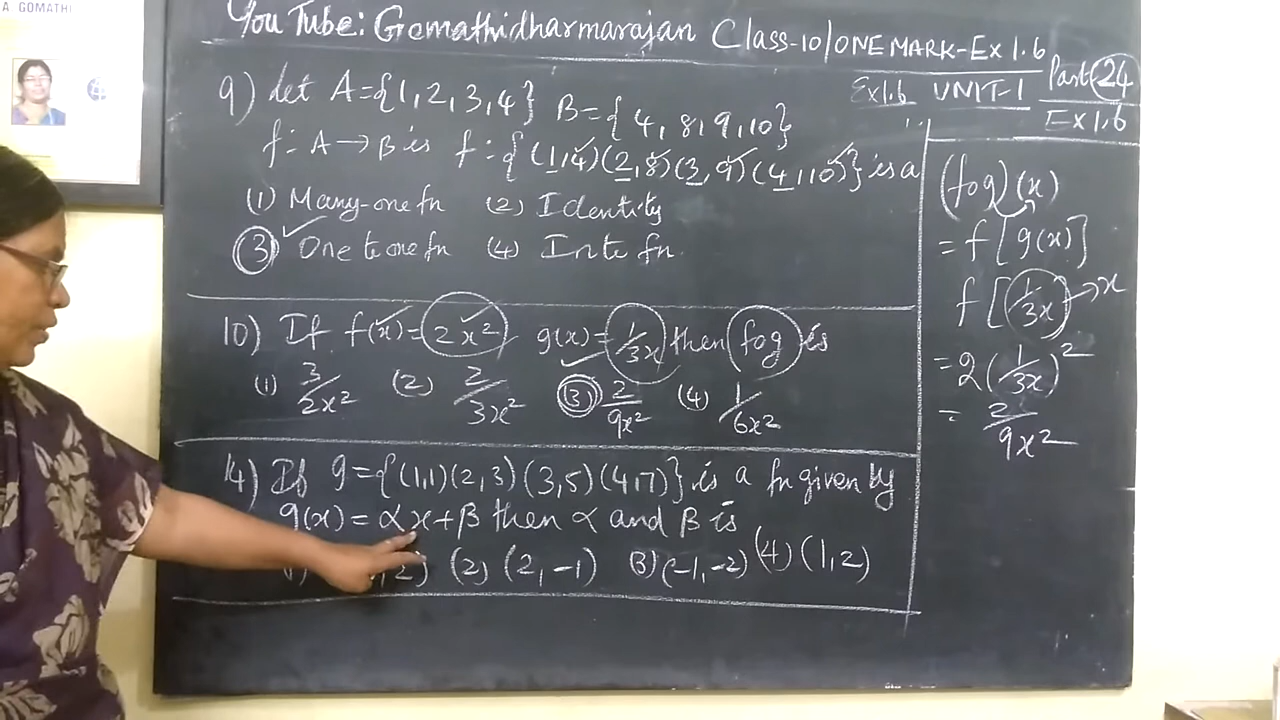 A. GOMATHI
YouTube: Gomathidharmarajan Class-10/ONE MARK-Ex 1.6
Ex1.6 UNIT-1 Part-24
Ex 1.6
9) Let A={1,2,3,4} B={4,8,9,10}
f: A→B is f:{(1,4)(2,8)(3,9)(4,10)} is a
(1) Many-one fn (2) Identity
(3) One to one fn (4) Into fn.
10) If f(x)=2x² g(x)=1/3x then fog is
(1) 3/2x² (2) 2/3x² (3) 2/9x² (4) 1/6x²
14) If g={(1,1)(2,3)(3,5)(4,7)} is a fn given by
g(x)=αx+β then α and β is
,2) (2) (2,-1) (3) (-1,-2) (4) (1,2)
(fog)(x)
=f[g(x)]
f[(1/3x)]→x
=2(1/3x)²
=2/9x²